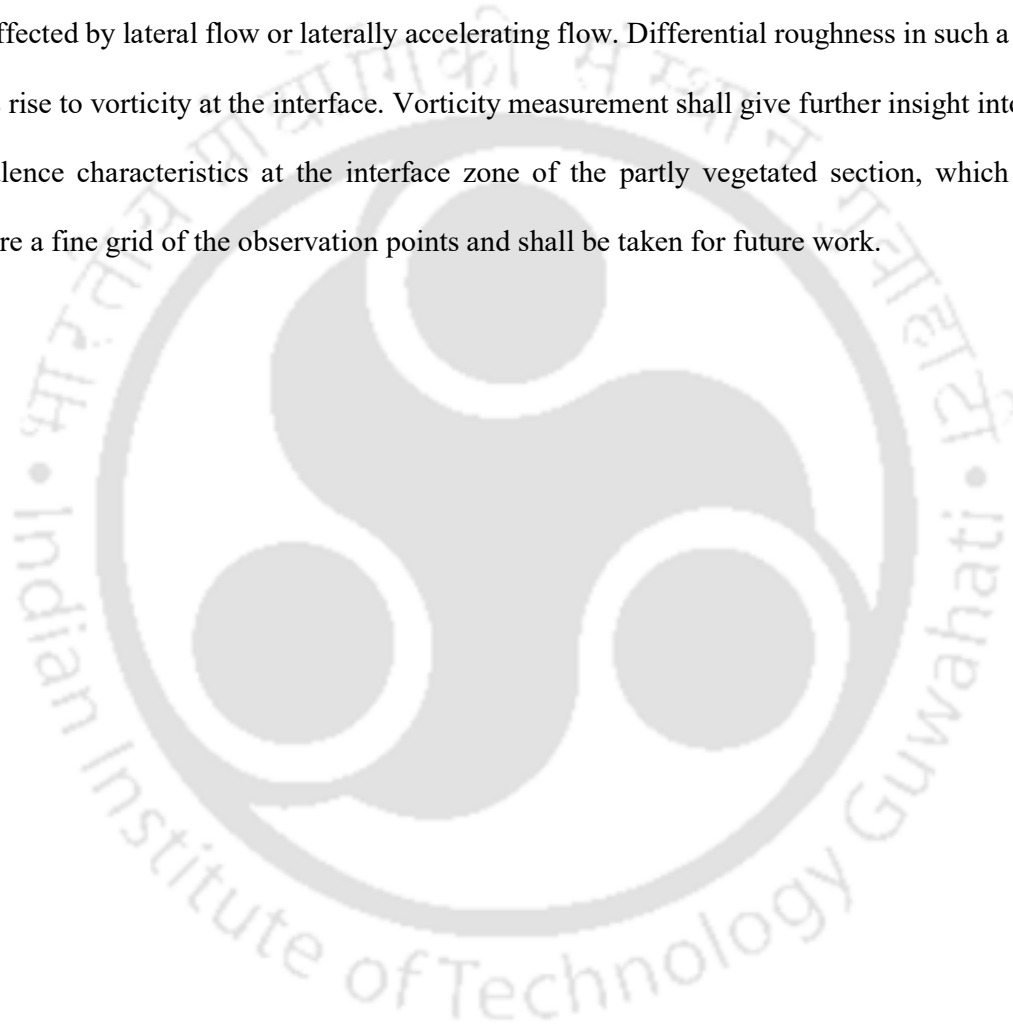 ffected by lateral flow or laterally accelerating flow. Differential roughness in such a
rise to vorticity at the interface. Vorticity measurement shall give further insight into
lence characteristics at the interface zone of the partly vegetated section, which
re a fine grid of the observation points and shall be taken for future work.
Indian Institute of Technology Guwahati